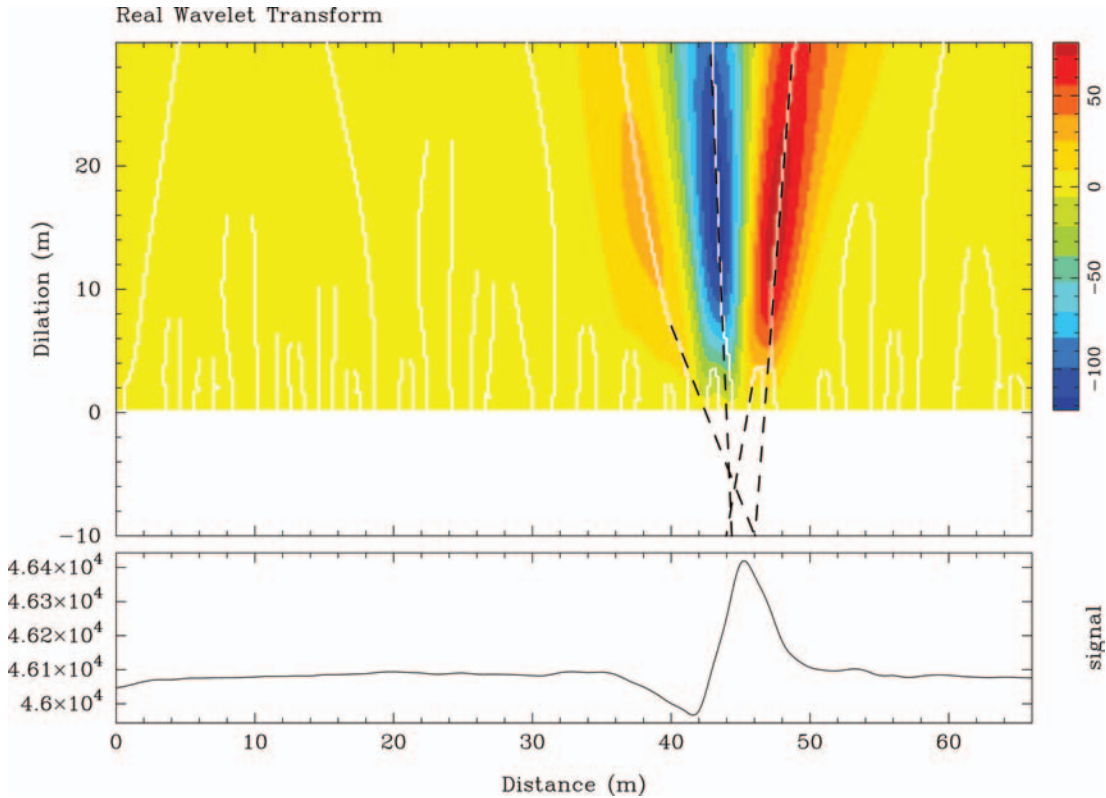 Real Wavelet Transform
Dilation (m)
20
10
0
−10
50
0
−50
−100
4.64×10⁴
4.63×10⁴
4.62×10⁴
4.61×10⁴
4.6×10⁴
signal
0 10 20 30 40 50 60
Distance (m)